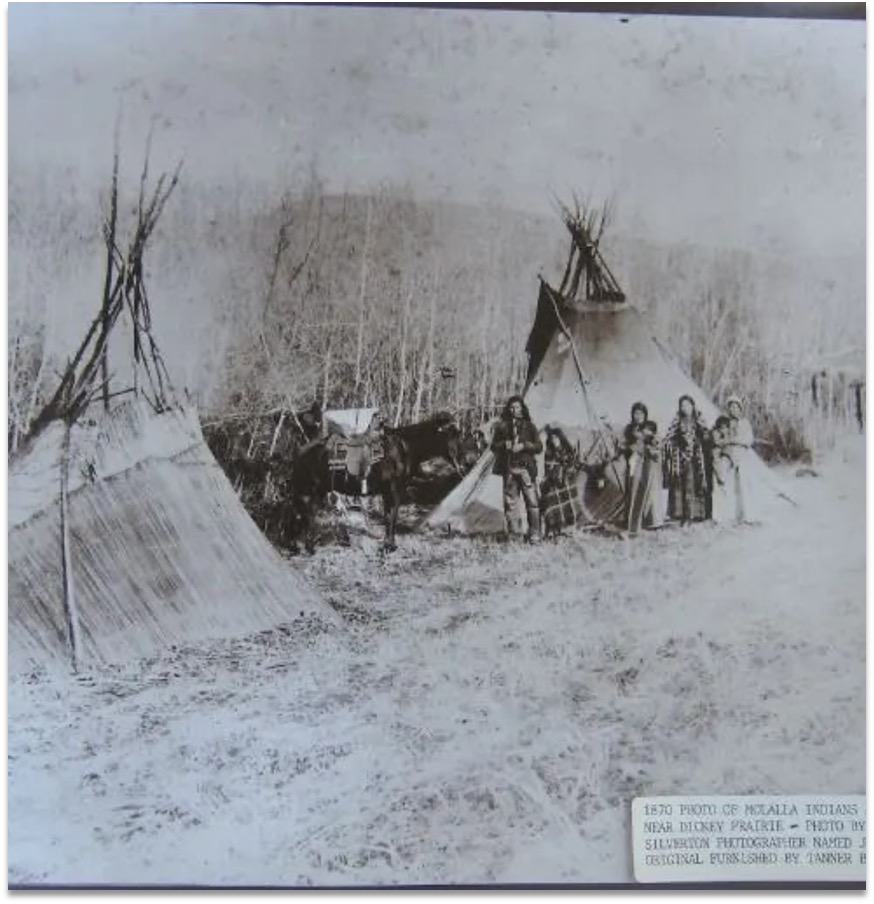 1870 PHOTO OF MOLALLA INDIANS
NEAR DICKEY PRAIRIE - PHOTO BY
SILVERTON PHOTOGRAPHER NAMED J
ORIGINAL FURNISHED BY TANNER B